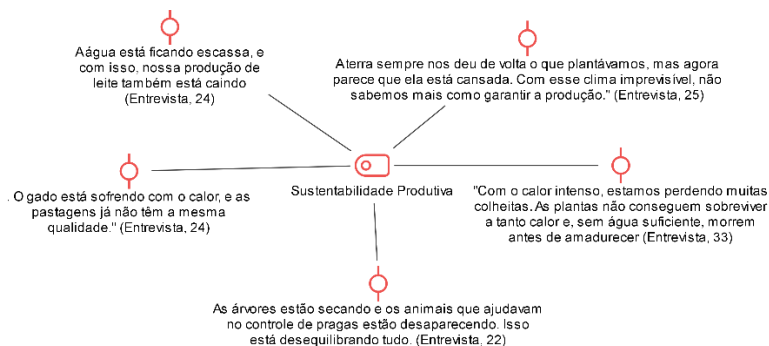 Aágua está ficando escassa, e
com isso, nossa produção de
leite também está caindo
(Entrevista, 24)
Aterra sempre nos deu de volta o que plantávamos, mas agora
parece que ela está cansada. Com esse clima imprevisível, não
sabemos mais como garantir a produção." (Entrevista, 25)
. O gado está sofrendo com o calor, e as
pastagens já não têm a mesma
qualidade." (Entrevista, 24)
Sustentabilidade Produtiva
"Com o calor intenso, estamos perdendo muitas
colheitas. As plantas não conseguem sobreviver
a tanto calor e, sem água suficiente, morrem
antes de amadurecer (Entrevista, 33)
As árvores estão secando e os animais que ajudavam
no controle de pragas estão desaparecendo. Isso
está desequilibrando tudo. (Entrevista, 22)